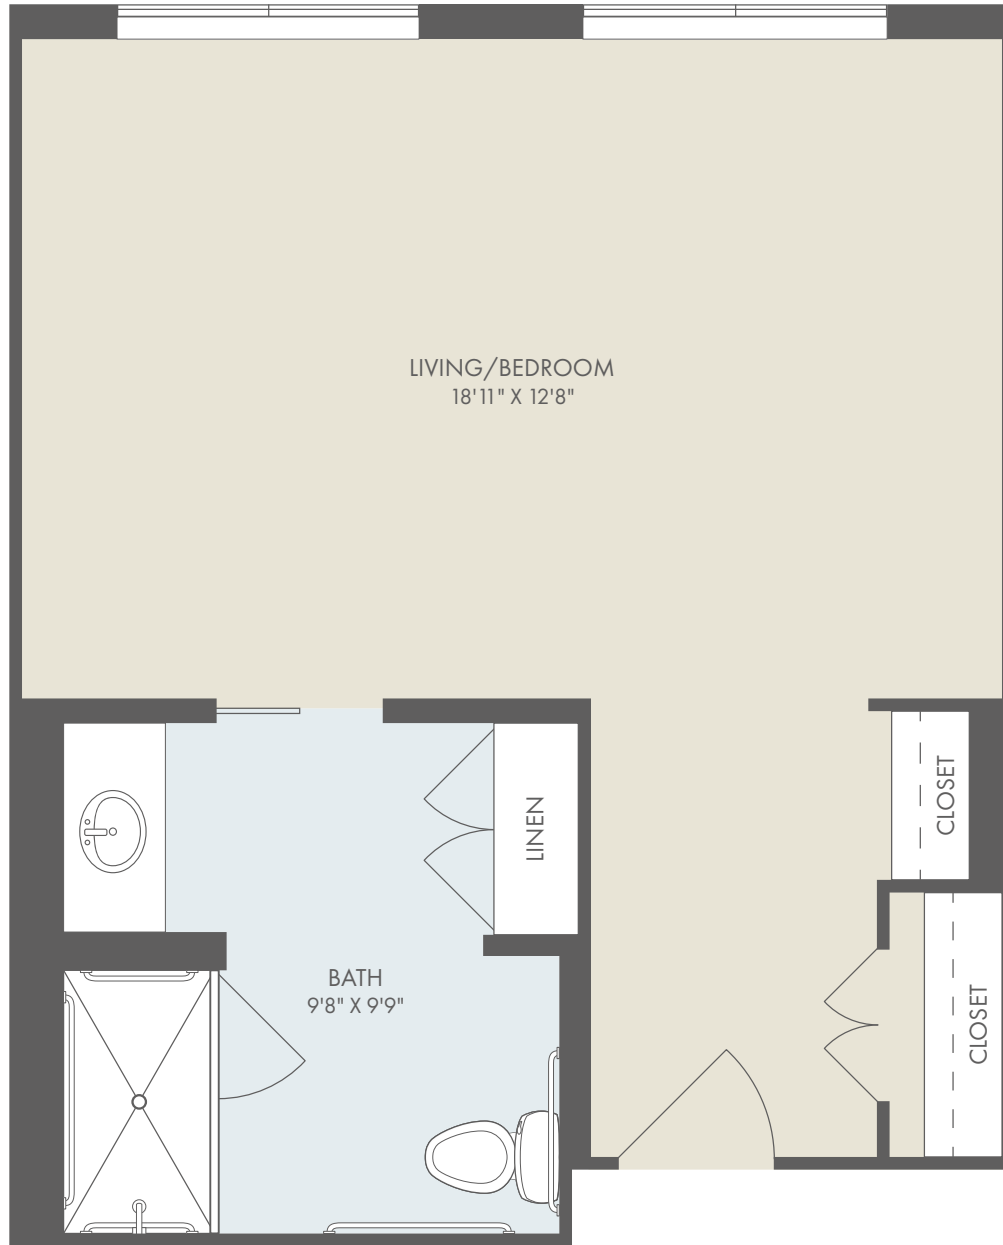 LIVING/BEDROOM
18'11" X 12'8"
CLOSET
LINEN
BATH
9'8" X 9'9"
CLOSET